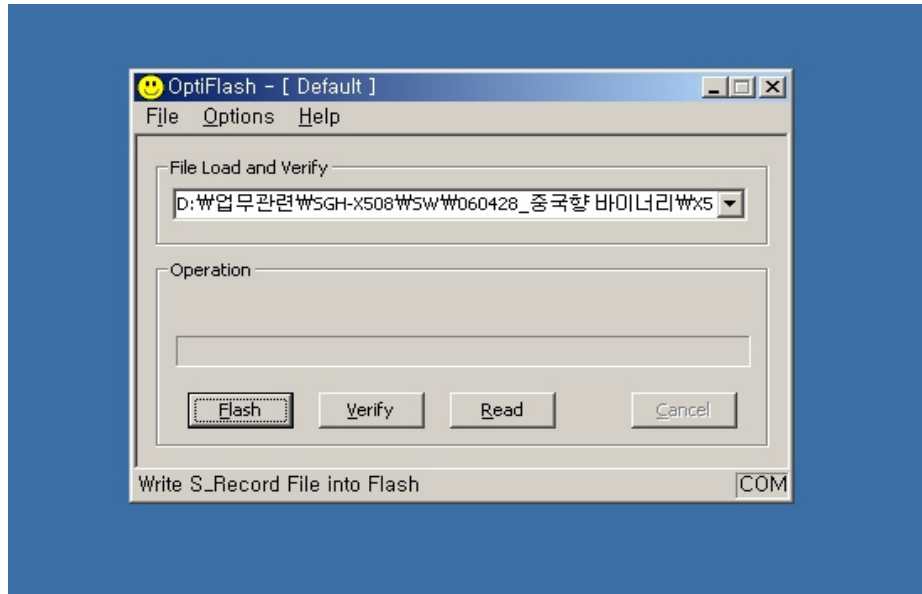 OptiFlash - [ Default ]
File Options Help
File Load and Verify
D:₩업무관련₩SGH-X508₩SW₩060428_중국향 바이너리₩X5
Operation
Flash Verify Read Cancel
Write S_Record File into Flash COM